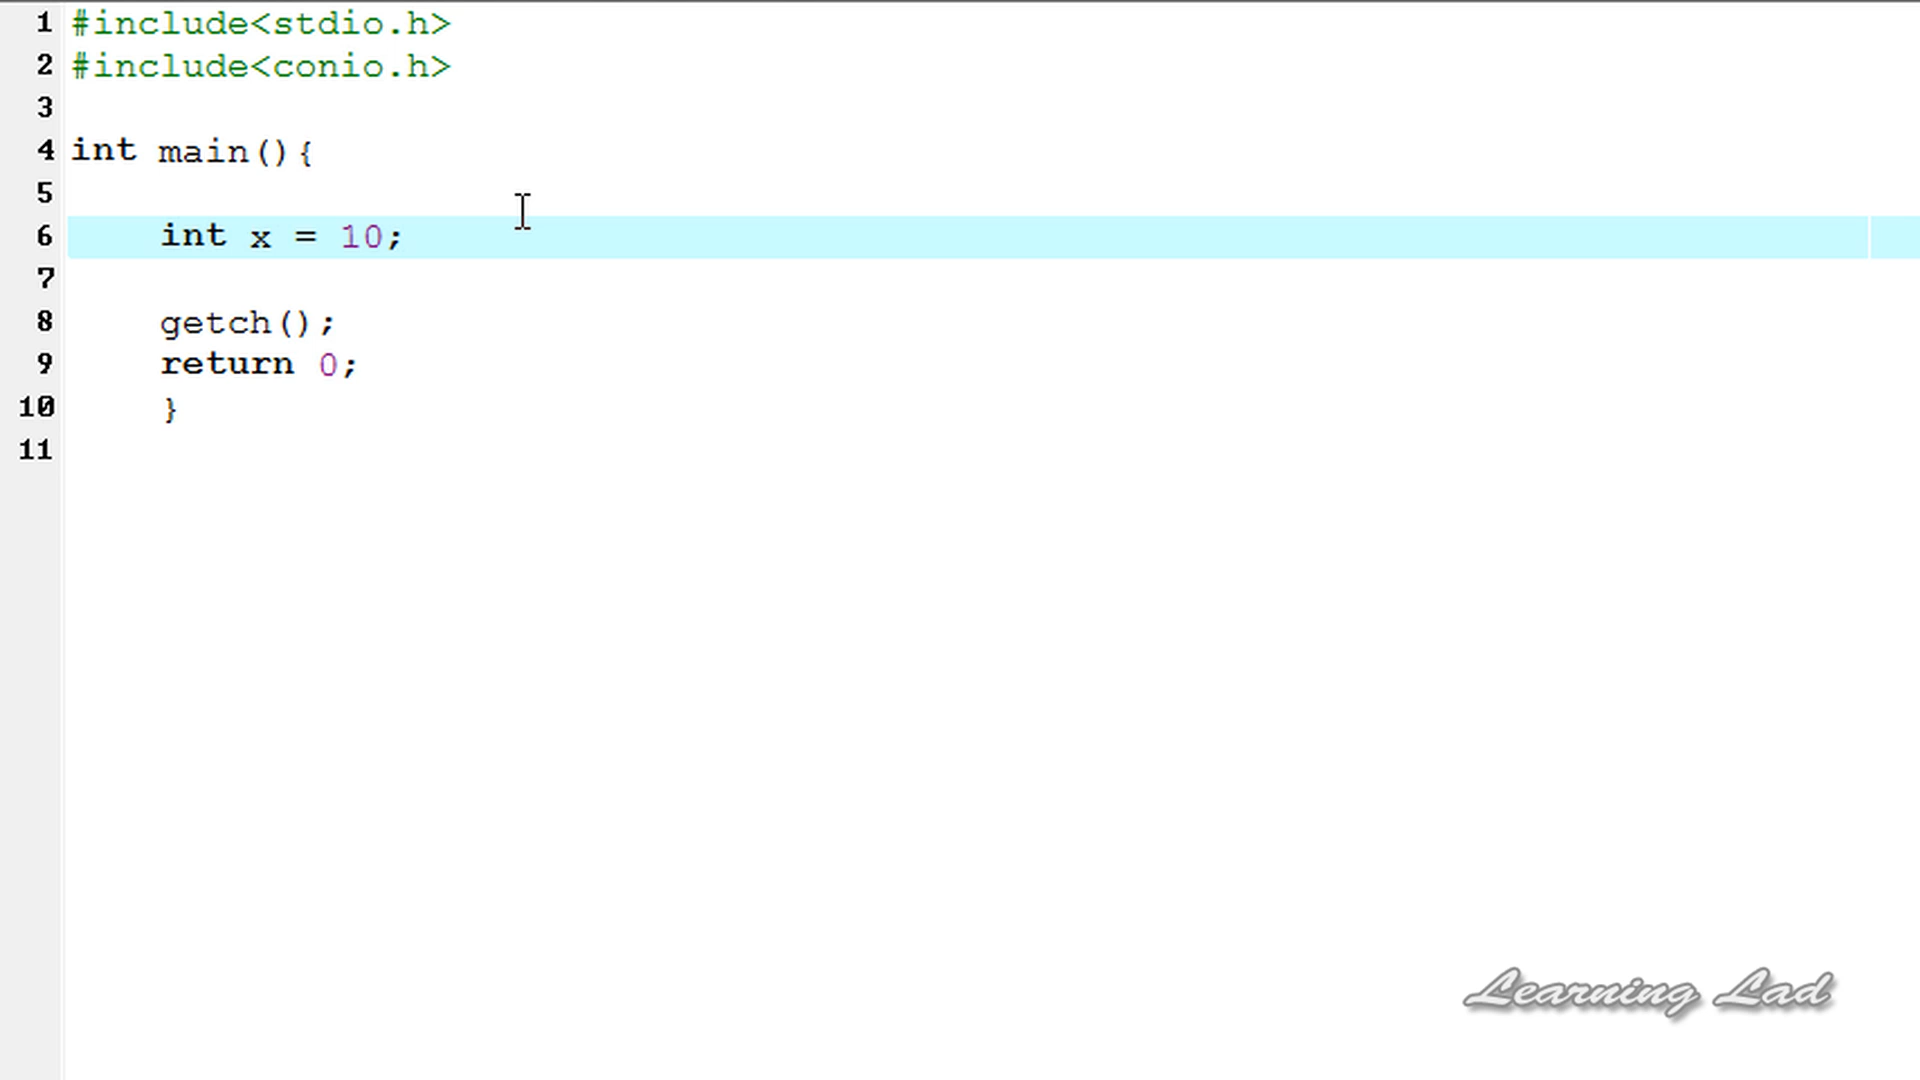 1 #include<stdio.h>
2 #include<conio.h>
3
4 int main(){
5
6 int x = 10;
7
8 getch();
9 return 0;
10 }
11
Learning Lad